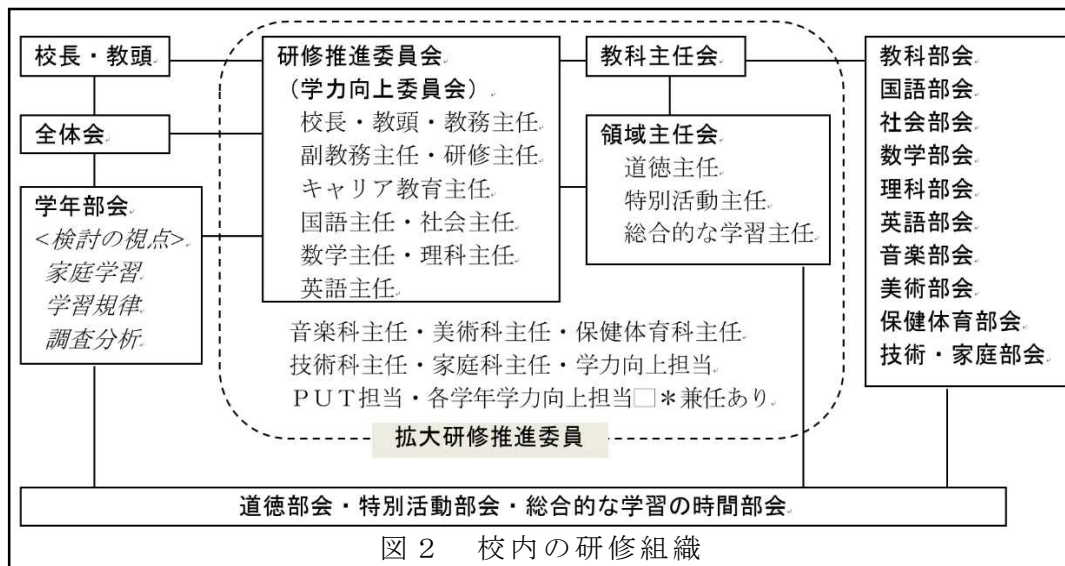 校長・教頭
全体会
学年部会
<検討の視点>
家庭学習
学習規律
調査分析
研修推進委員会
(学力向上委員会)
校長・教頭・教務主任
副教務主任・研修主任
キャリア教育主任
国語主任・社会主任
数学主任・理科主任
英語主任
教科主任会
領域主任会
道徳主任
特別活動主任
総合的な学習主任
音楽科主任・美術科主任・保健体育科主任
技術科主任・家庭科主任・学力向上担当
PUT担当・各学年学力向上担当□*兼任あり
拡大研修推進委員
教科部会
国語部会
社会部会
数学部会
理科部会
英語部会
音楽部会
美術部会
保健体育部会
技術・家庭部会
道徳部会・特別活動部会・総合的な学習の時間部会
図2 校内の研修組織